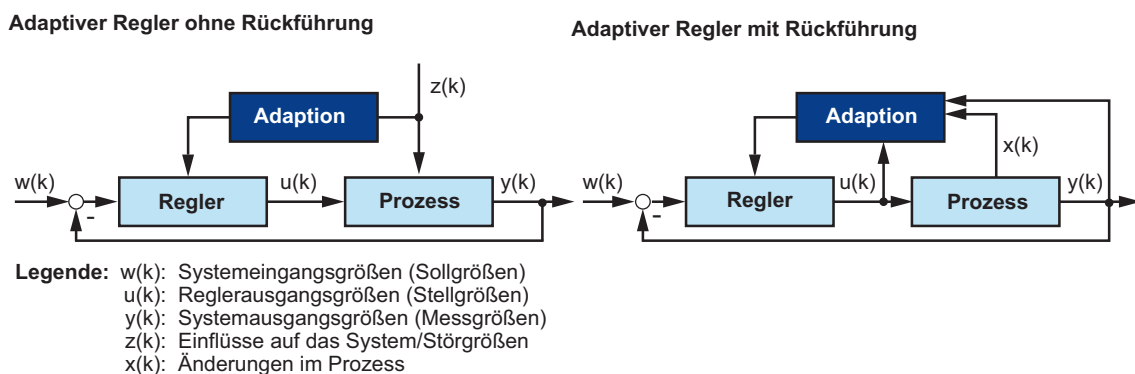 Adaptiver Regler ohne Rückführung
z(k)
Adaption
w(k)
-
Regler
u(k)
Prozess
y(k)
Adaptiver Regler mit Rückführung
Adaption
x(k)
w(k)
-
Regler
u(k)
Prozess
y(k)
Legende: w(k): Systemeingangsgrößen (Sollgrößen)
u(k): Reglerausgangsgrößen (Stellgrößen)
y(k): Systemausgangsgrößen (Messgrößen)
z(k): Einflüsse auf das System/Störgrößen
x(k): Änderungen im Prozess